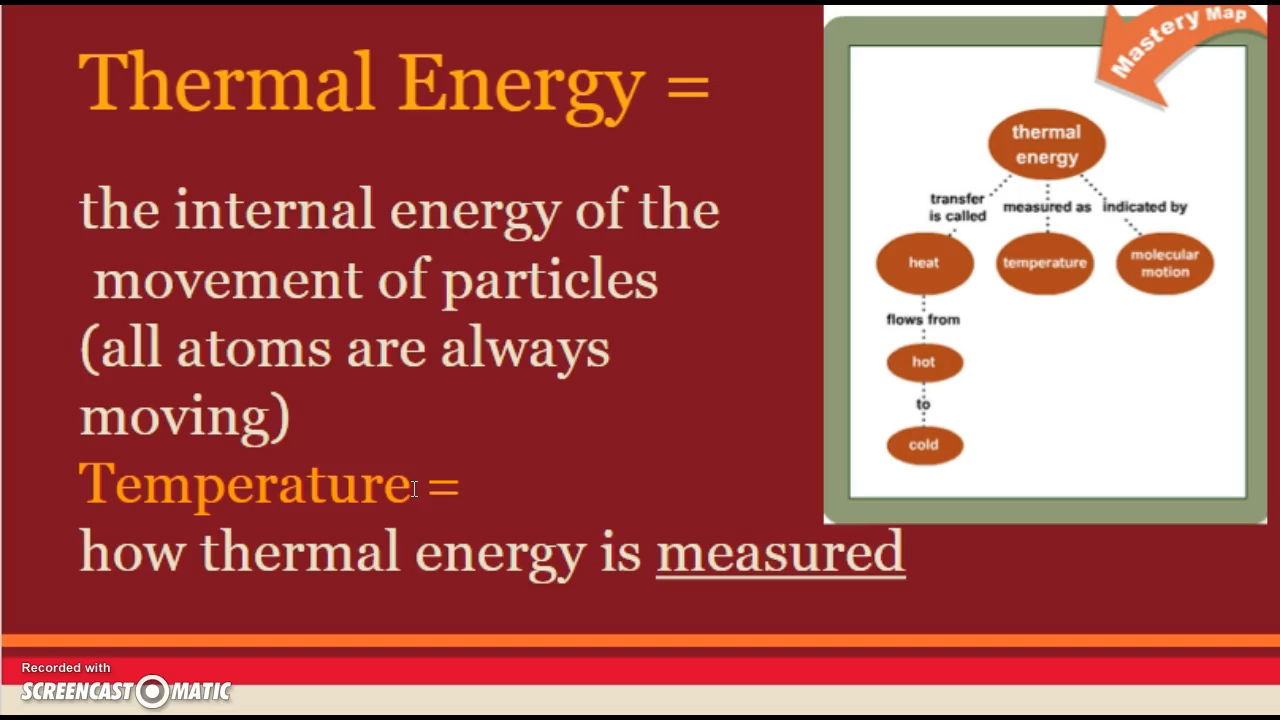 Thermal Energy =
the internal energy of the
movement of particles
(all atoms are always
moving)
Temperature =
how thermal energy is measured
Mastery Map
thermal
energy
transfer
is called
measured as
indicated by
heat
temperature
molecular
motion
flows from
hot
to
cold
Recorded with
SCREENCAST MATIC